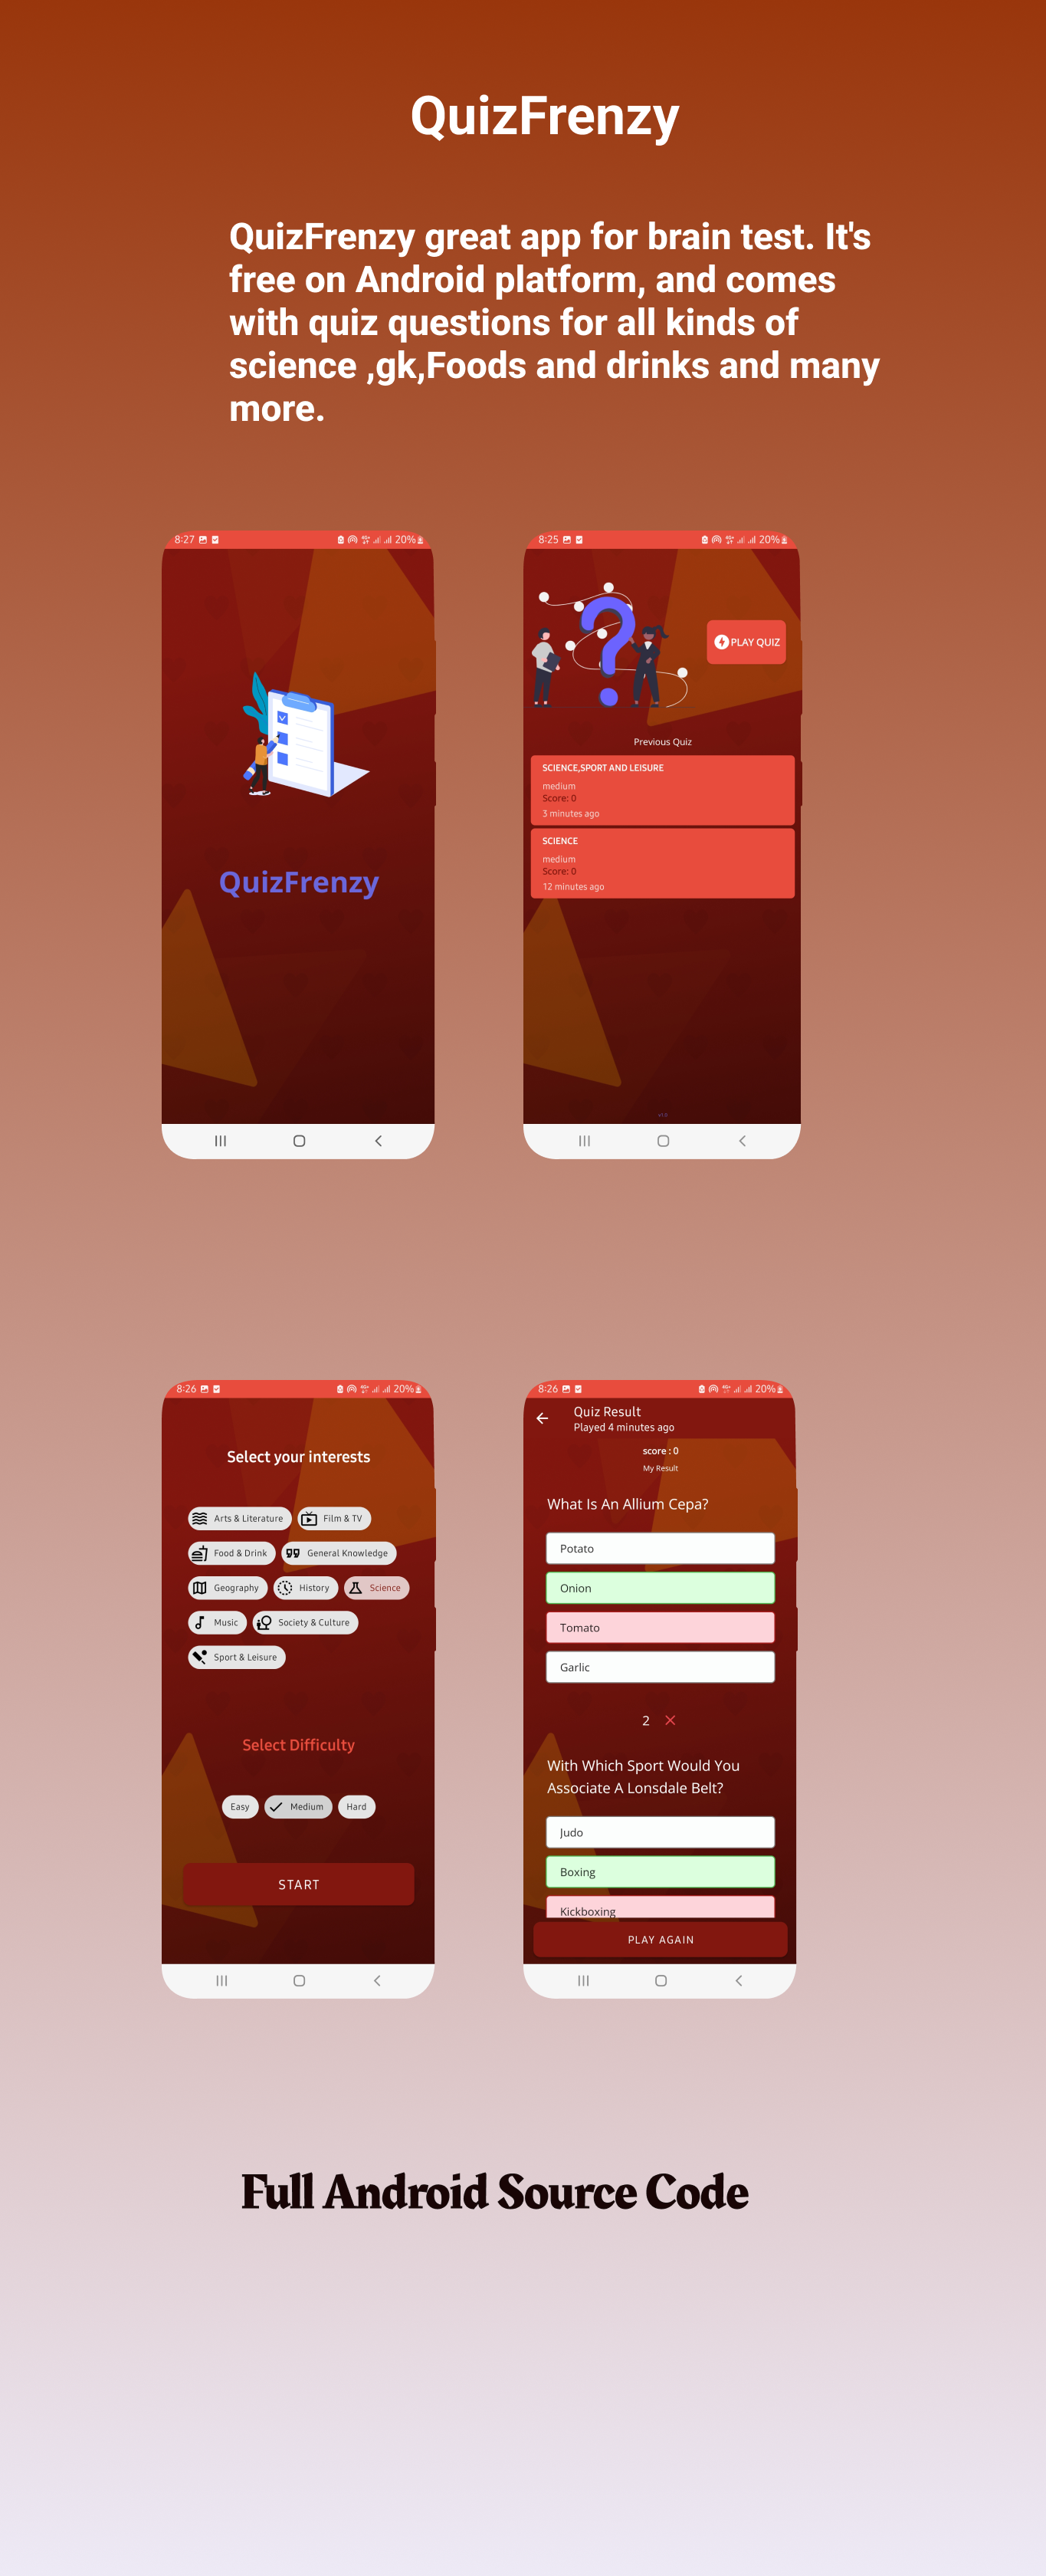 QuizFrenzy
QuizFrenzy great app for brain test. It's
free on Android platform, and comes
with quiz questions for all kinds of
science ,gk,Foods and drinks and many
more.
8:27
20%
QuizFrenzy
8:25
20%
PLAY QUIZ
Previous Quiz
SCIENCE,SPORT AND LEISURE
medium
Score: 0
3 minutes ago
SCIENCE
medium
Score: 0
12 minutes ago
8:26
20%
Select your interests
Arts & Literature
Film & TV
Food & Drink
General Knowledge
Geography
History
Science
Music
Society & Culture
Sport & Leisure
Select Difficulty
Easy
Medium
Hard
START
8:26
20%
Quiz Result
Played 4 minutes ago
score : 0
My Result
What Is An Allium Cepa?
Potato
Onion
Tomato
Garlic
2
With Which Sport Would You
Associate A Lonsdale Belt?
Judo
Boxing
Kickboxing
PLAY AGAIN
Full Android Source Code